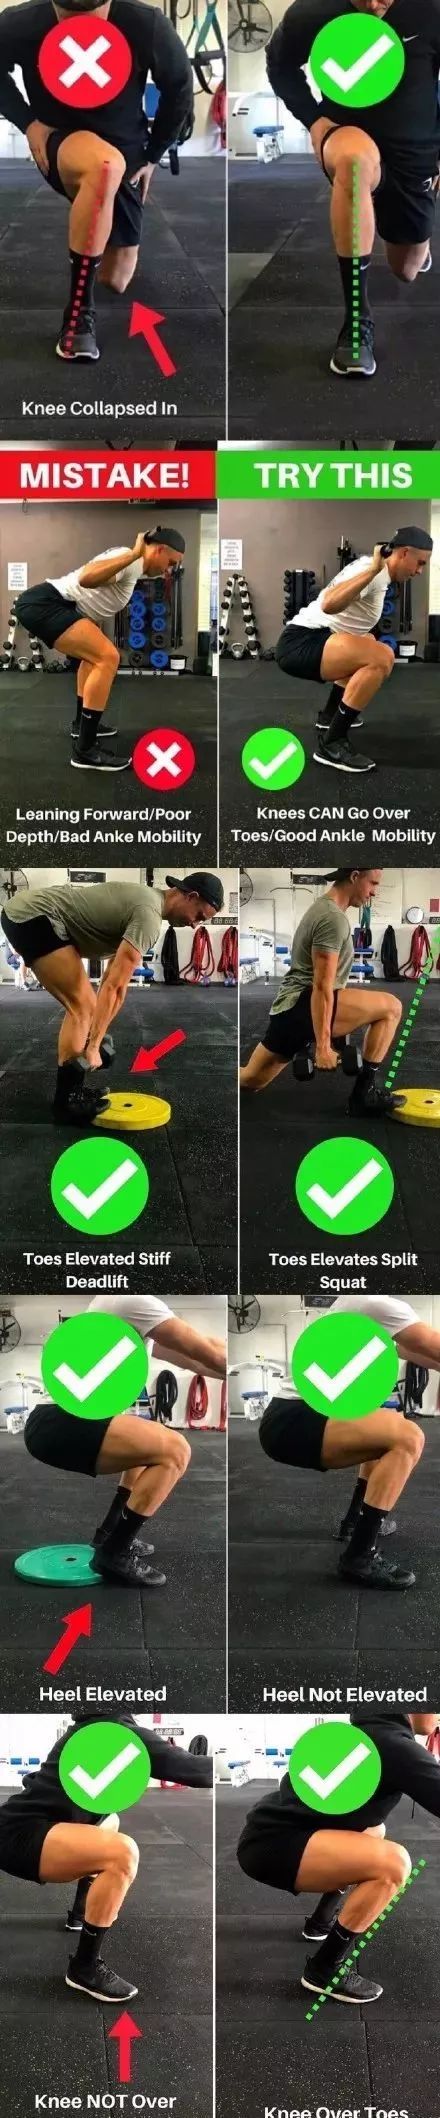 Knee Collapsed In
MISTAKE!
TRY THIS
Leaning Forward/Poor
Depth/Bad Anke Mobility
Knees CAN Go Over
Toes/Good Ankle Mobility
Toes Elevated Stiff
Deadlift
Toes Elevates Split
Squat
Heel Elevated
Heel Not Elevated
Knee NOT Over
Knee Over Toes